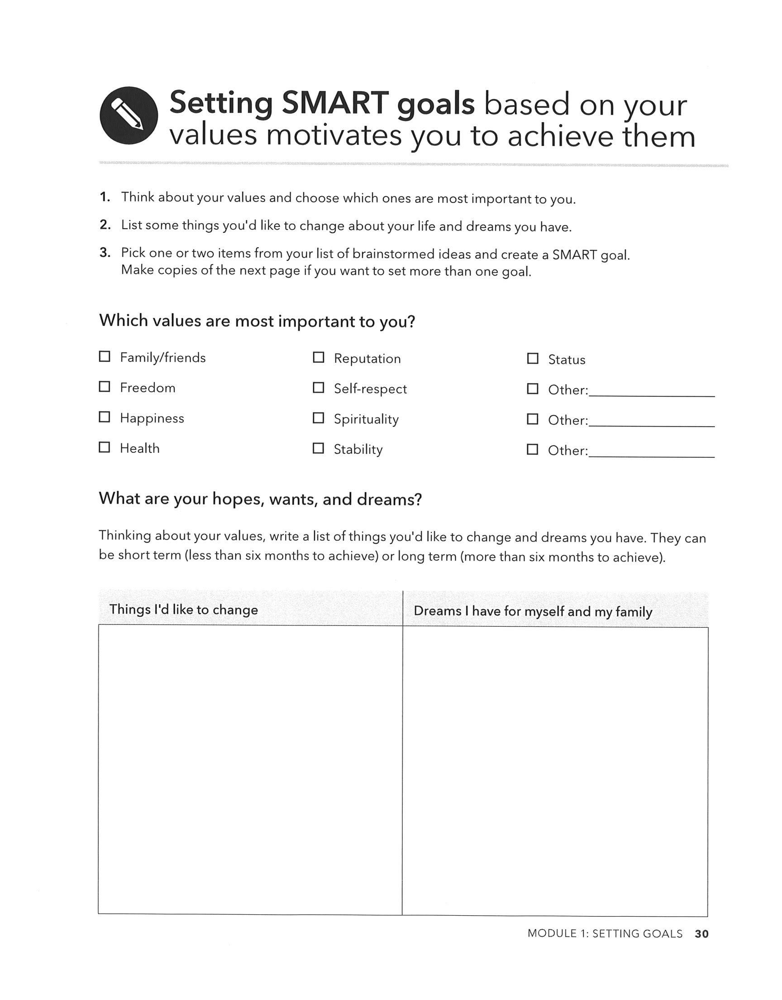 Setting SMART goals based on your
values motivates you to achieve them
1. Think about your values and choose which ones are most important to you.
2. List some things you'd like to change about your life and dreams you have.
3. Pick one or two items from your list of brainstormed ideas and create a SMART goal.
Make copies of the next page if you want to set more than one goal.
Which values are most important to you?
Family/friends
Freedom
Happiness
Health
Reputation
Self-respect
Spirituality
Stability
Status
Other:
Other:
Other:
What are your hopes, wants, and dreams?
Thinking about your values, write a list of things you'd like to change and dreams you have. They can
be short term (less than six months to achieve) or long term (more than six months to achieve).
Things I'd like to change
Dreams I have for myself and my family
MODULE 1: SETTING GOALS 30